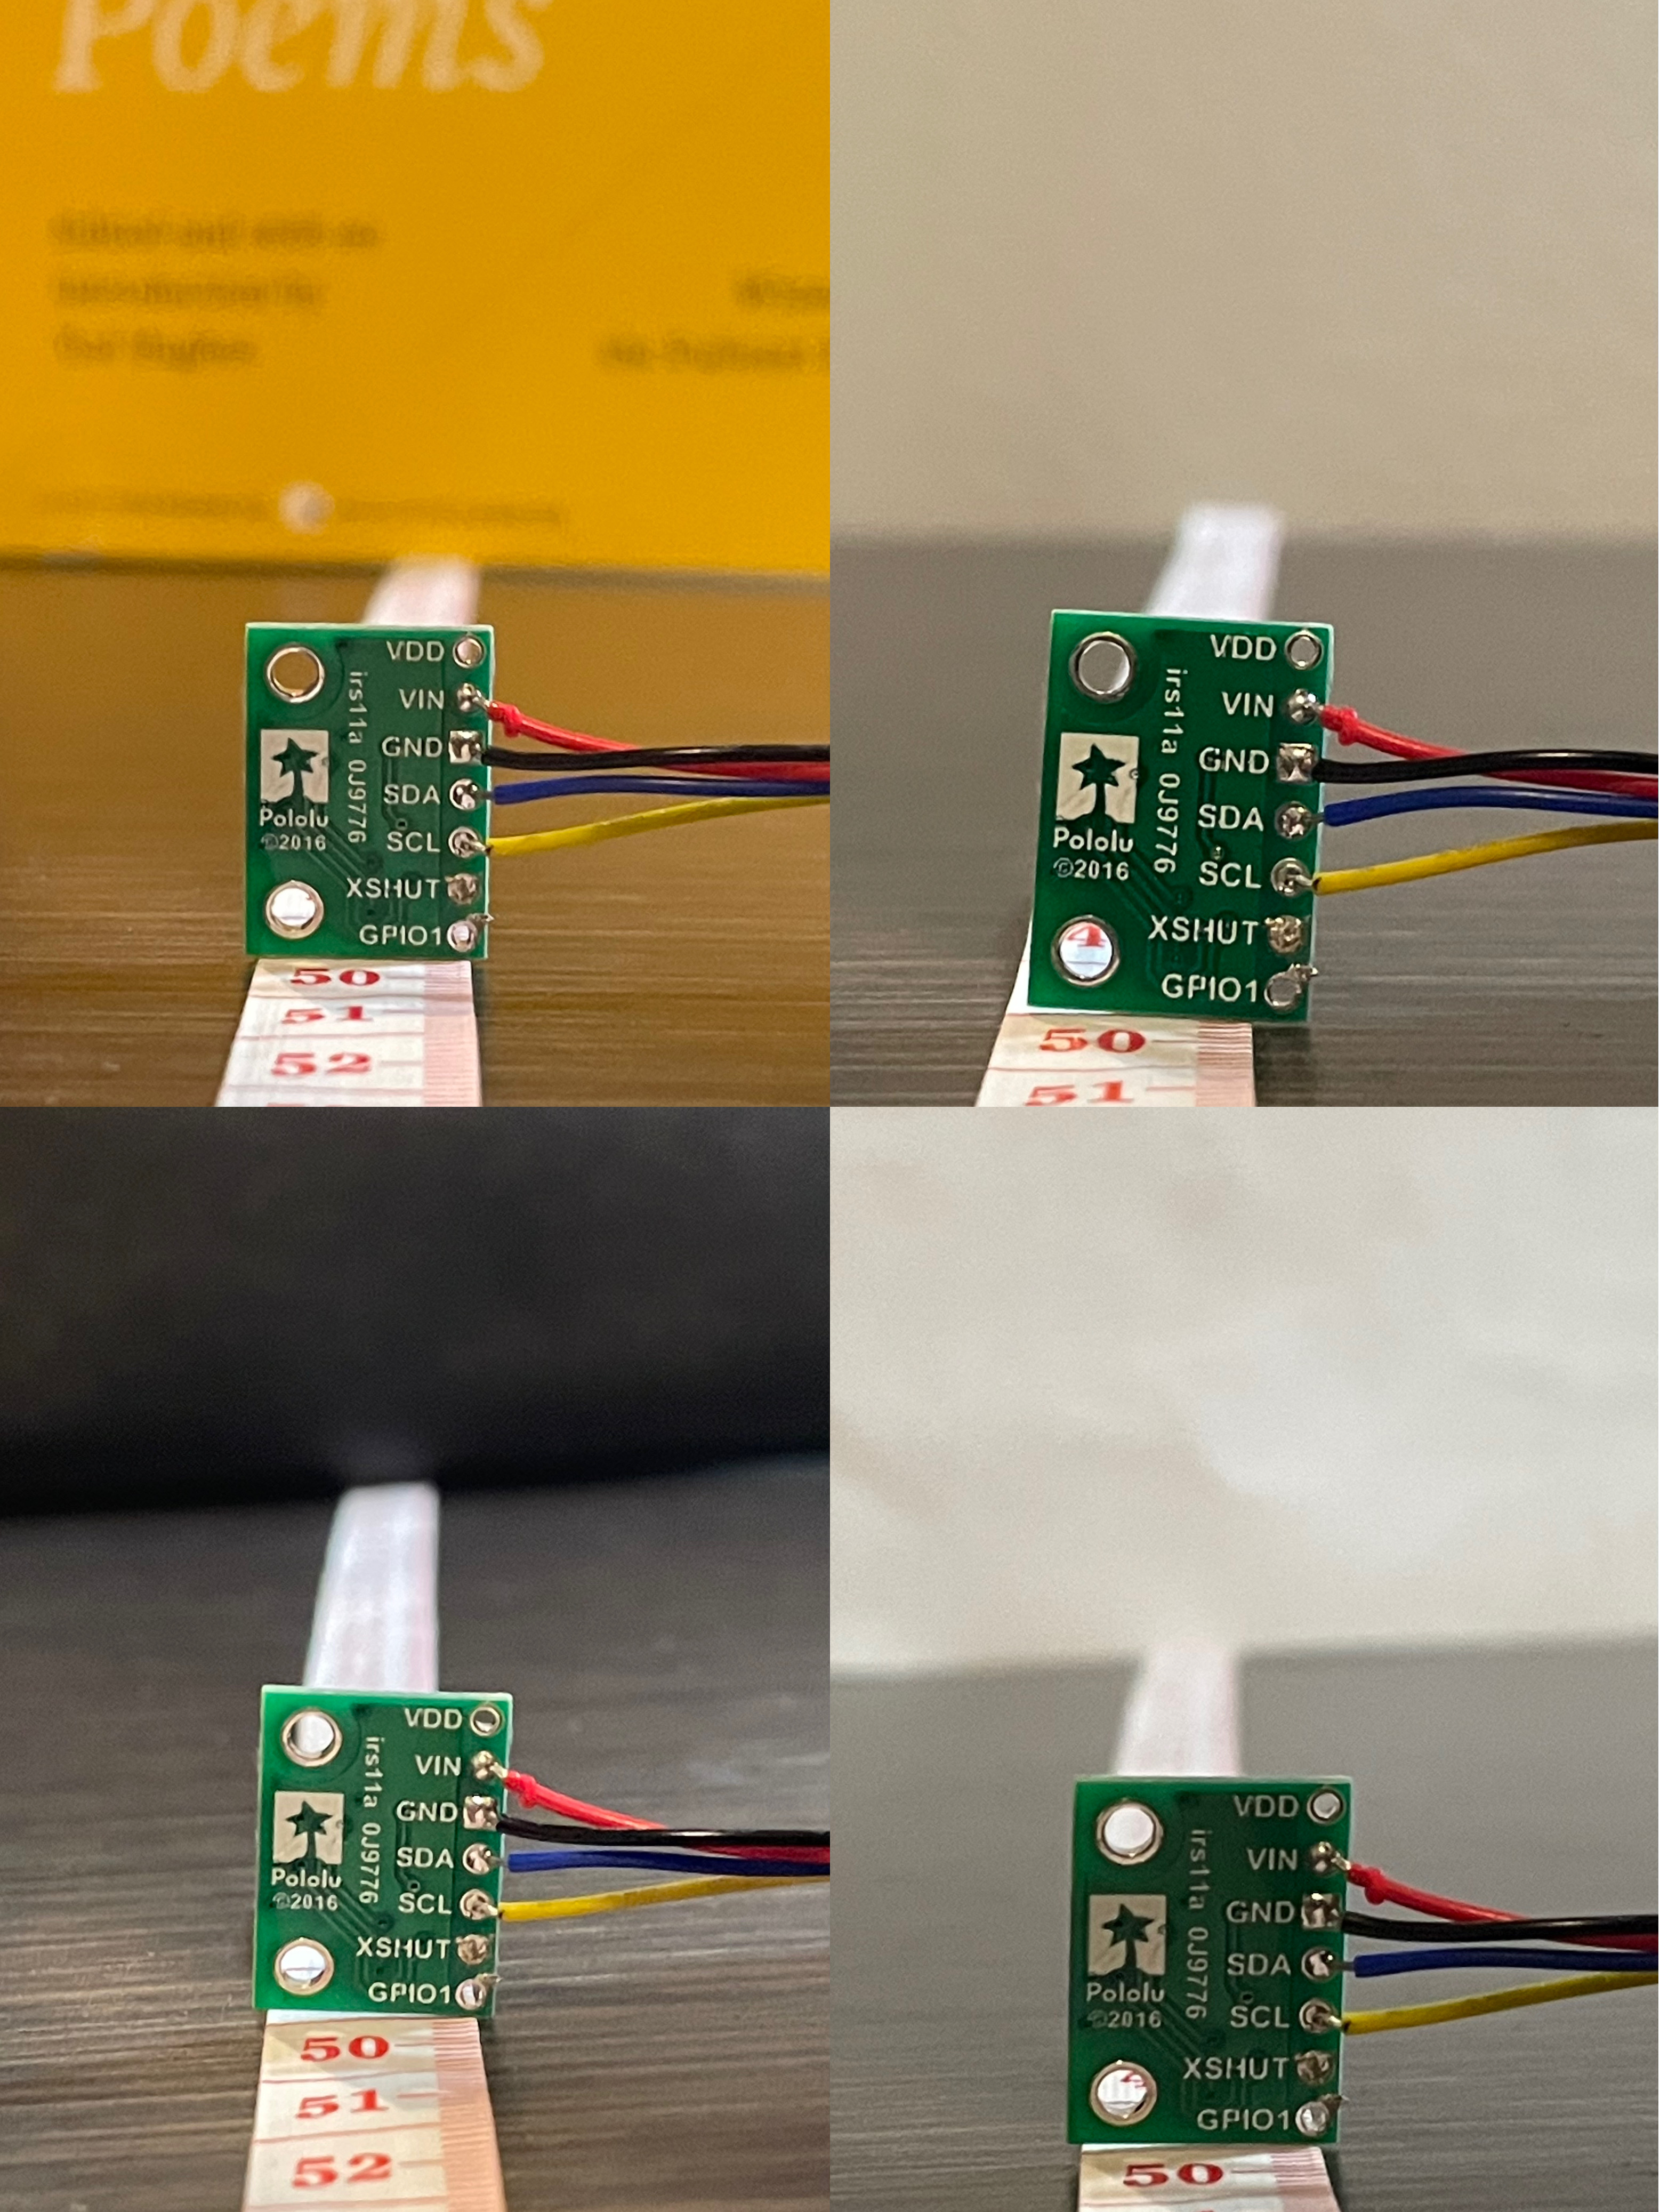 Poems
VDD
VIN
GND
SDA
SCL
XSHUT
GPIO1
irs11a 0J9776
Pololu
©2016
50
51
52
VDD
VIN
GND
SDA
SCL
XSHUT
GPIO1
irs11a 0J9776
Pololu
©2016
4
50
51
VDD
VIN
GND
SDA
SCL
XSHUT
GPIO1
irs11a 0J9776
Pololu
©2016
50
51
52
VDD
VIN
GND
SDA
SCL
XSHUT
GPIO1
irs11a 0J9776
Pololu
©2016
50